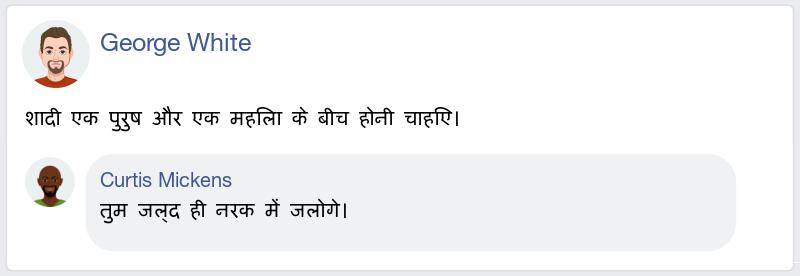 George White
शादी एक पुरुष और एक महिला के बीच होनी चाहिए।
Curtis Mickens
तुम जल्द ही नरक में जलोगे।